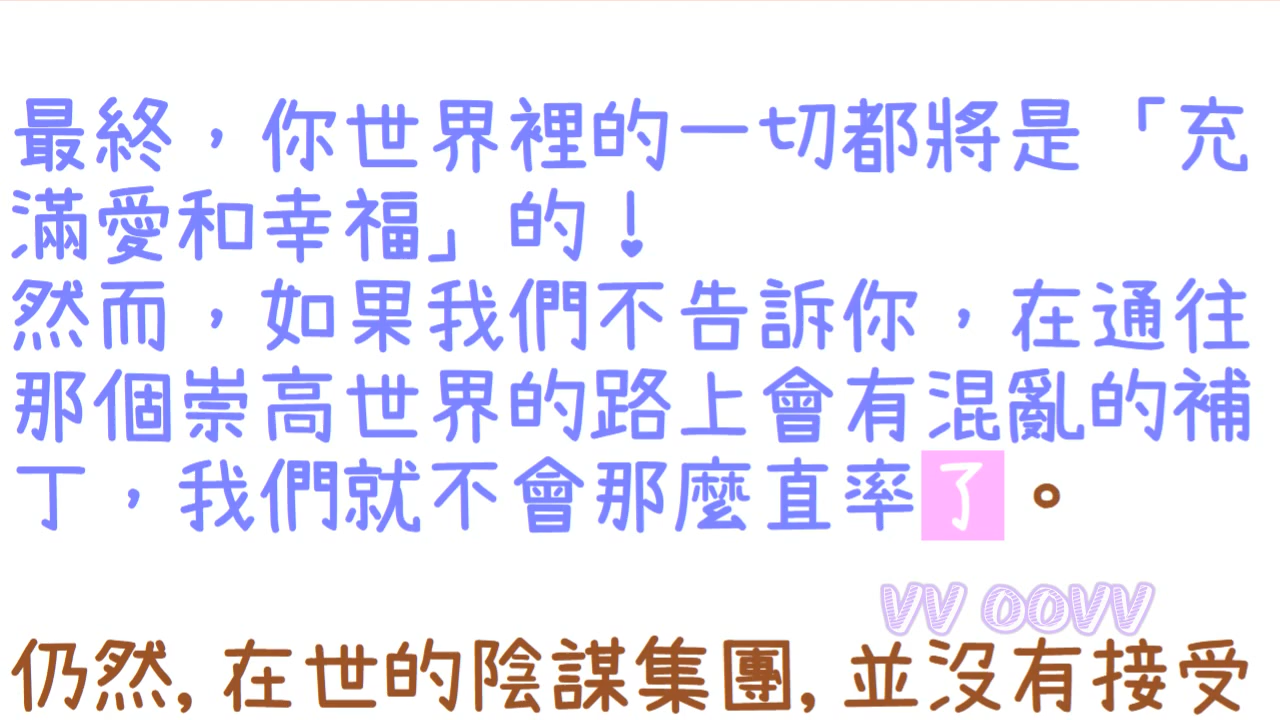 最終，你世界裡的一切都將是「充
滿愛和幸福」的！
然而，如果我們不告訴你，在通往
那個崇高世界的路上會有混亂的補
丁，我們就不會那麼直率了。
VV OOVV
仍然,在世的陰謀集團,並沒有接受